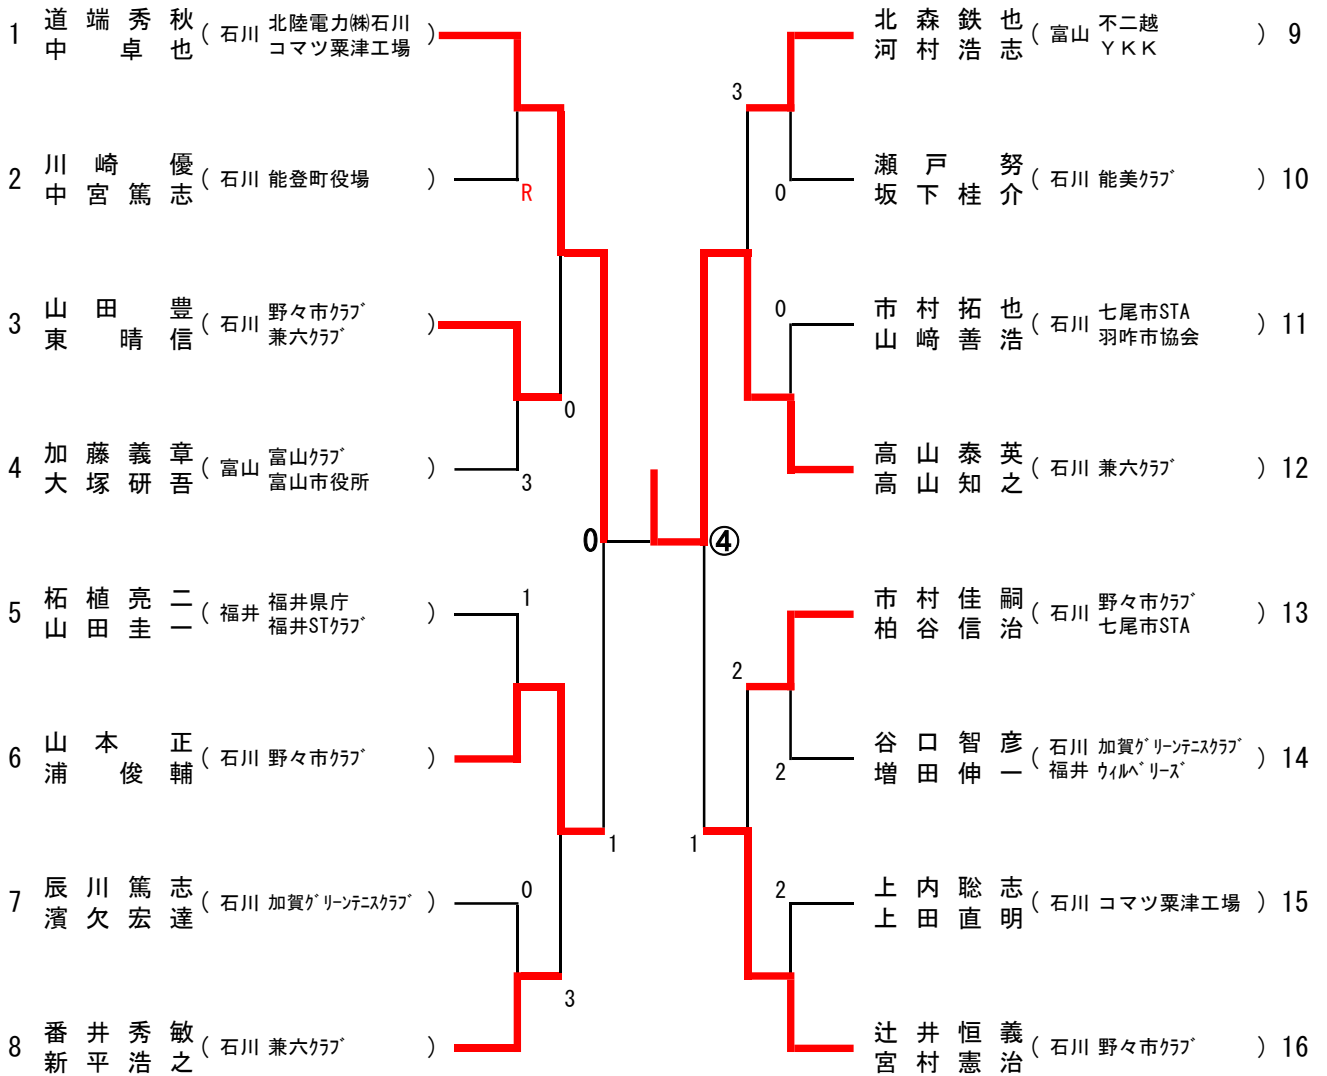 1 道端秀秋 ( 石川 北陸電力㈱石川 )
中卓也 コマツ粟津工場
2 川崎優 ( 石川 能登町役場 )
中宮篤志
R
3 山田豊 ( 石川 野々市ｸﾗﾌﾞ )
東晴信 兼六ｸﾗﾌﾞ
0
4 加藤義章 ( 富山 富山ｸﾗﾌﾞ )
大塚研吾 富山市役所
3
0
5 柘植亮二 ( 福井 福井県庁 )
山田圭一 福井STｸﾗﾌﾞ
1
6 山本正 ( 石川 野々市ｸﾗﾌﾞ )
浦俊輔
1
7 辰川篤志 ( 石川 加賀ｸﾞﾘｰﾝﾃﾆｽｸﾗﾌﾞ )
濱欠宏達
0
3
8 番井秀敏 ( 石川 兼六ｸﾗﾌﾞ )
新平浩之
北森鉄也 ( 富山 不二越 ) 9
河村浩志 ＹＫＫ
3
瀬戸努 ( 石川 能美ｸﾗﾌﾞ ) 10
坂下桂介
0
0
市村拓也 ( 石川 七尾市STA ) 11
山﨑善浩 羽咋市協会
高山泰英 ( 石川 兼六ｸﾗﾌﾞ ) 12
高山知之
④
市村佳嗣 ( 石川 野々市ｸﾗﾌﾞ ) 13
柏谷信治 七尾市STA
2
谷口智彦 ( 石川 加賀ｸﾞﾘｰﾝﾃﾆｽｸﾗﾌﾞ ) 14
増田伸一 福井 ｳｨﾙﾍﾞﾘｰｽﾞ
2
1
2
上内聡志 ( 石川 コマツ粟津工場 ) 15
上田直明
辻井恒義 ( 石川 野々市ｸﾗﾌﾞ ) 16
宮村憲治